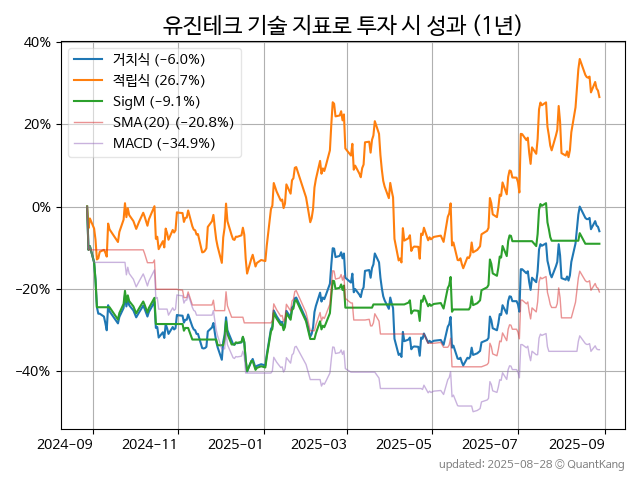 유진테크 기술 지표로 투자 시 성과 (1년)
40%
20%
0%
−20%
−40%
거치식 (−6.0%)
적립식 (26.7%)
SigM (−9.1%)
SMA(20) (−20.8%)
MACD (−34.9%)
2024-09 2024-11 2025-01 2025-03 2025-05 2025-07 2025-09
updated: 2025-08-28 © QuantKang